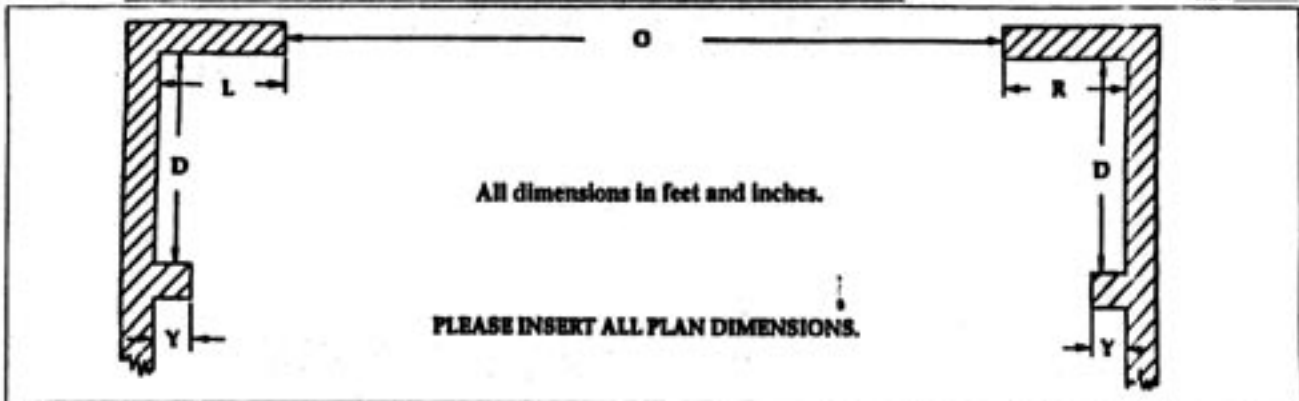 O
L R
D D
All dimensions in feet and inches.
PLEASE INSERT ALL PLAN DIMENSIONS.
Y Y